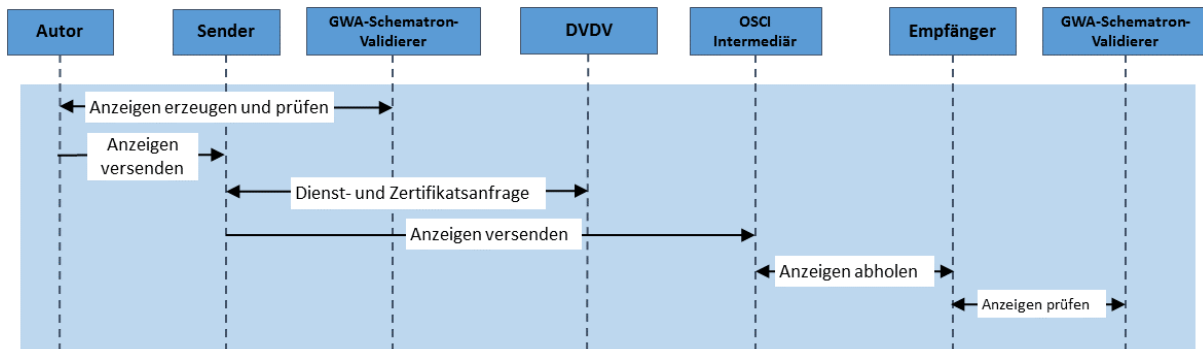 Autor
Sender
GWA-Schematron-
Validierer
DVDV
OSCI
Intermediär
Empfänger
GWA-Schematron-
Validierer
Anzeigen erzeugen und prüfen
Anzeigen
versenden
Dienst- und Zertifikatsanfrage
Anzeigen versenden
Anzeigen abholen
Anzeigen prüfen